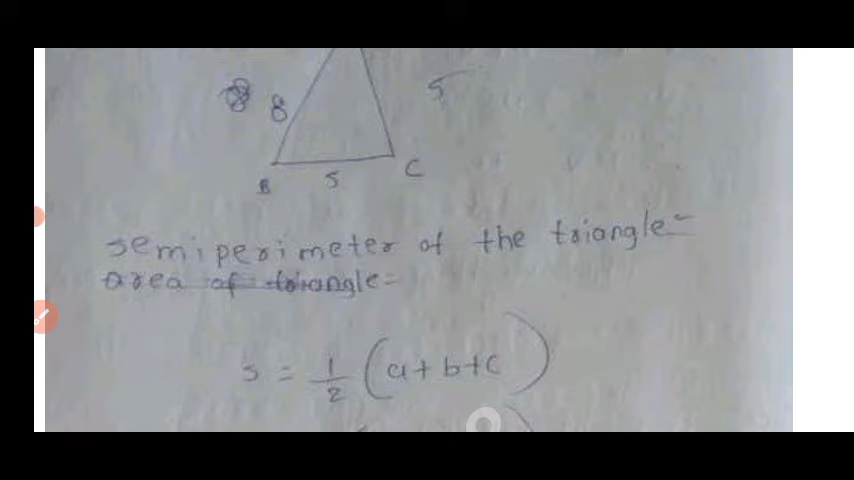 8
5
B
5
C
semiperimeter of the triangle-
area of triangle=
s = 1/2 (a+b+c)